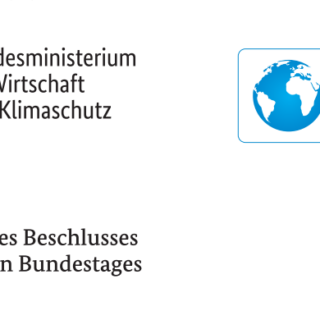 desministerium
Wirtschaft
Klimaschutz
es Beschlusses
n Bundestages